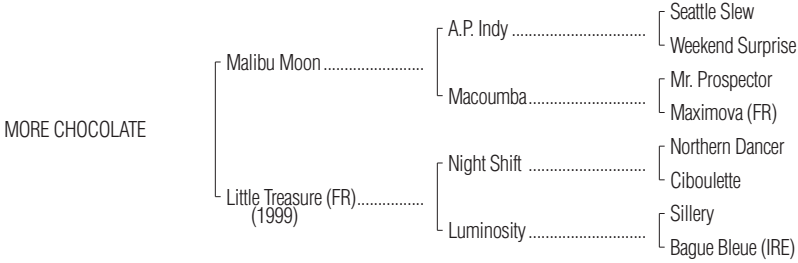 Seattle Slew
A.P. Indy ................................
Weekend Surprise
Malibu Moon ........................
Mr. Prospector
Macoumba............................
Maximova (FR)
MORE CHOCOLATE
Northern Dancer
Night Shift ............................
Ciboulette
Little Treasure (FR)................
(1999)
Sillery
Luminosity............................
Bague Bleue (IRE)